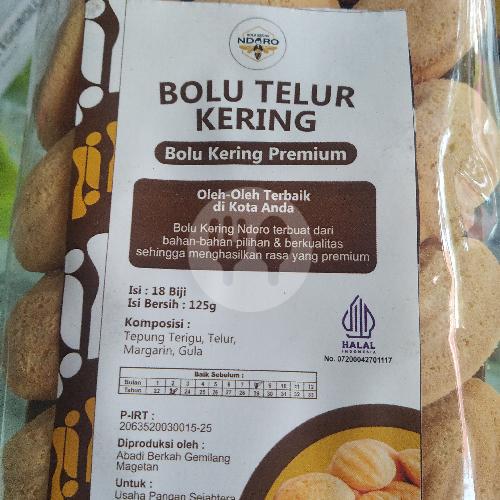 BOLU KERING
NDORO
BOLU TELUR
KERING
Bolu Kering Premium
Oleh-Oleh Terbaik
di Kota Anda
Bolu Kering Ndoro terbuat dari
bahan-bahan pilihan & berkualitas
sehingga menghasilkan rasa yang premium
Isi : 18 Biji
Isi Bersih : 125g
Komposisi :
Tepung Terigu, Telur,
Margarin, Gula
HALAL
INDONESIA
No. 07200042701117
Baik Sebelum :
Bulan 1 2 3 4 5 6 7 8 9 10 11 12
Tahun 22 23 24 25 26 27 28 29 30 31 32 33
P-IRT :
2063520030015-25
Diproduksi oleh :
Abadi Berkah Gemilang
Magetan
Untuk :
Usaha Pangan Sejahtera